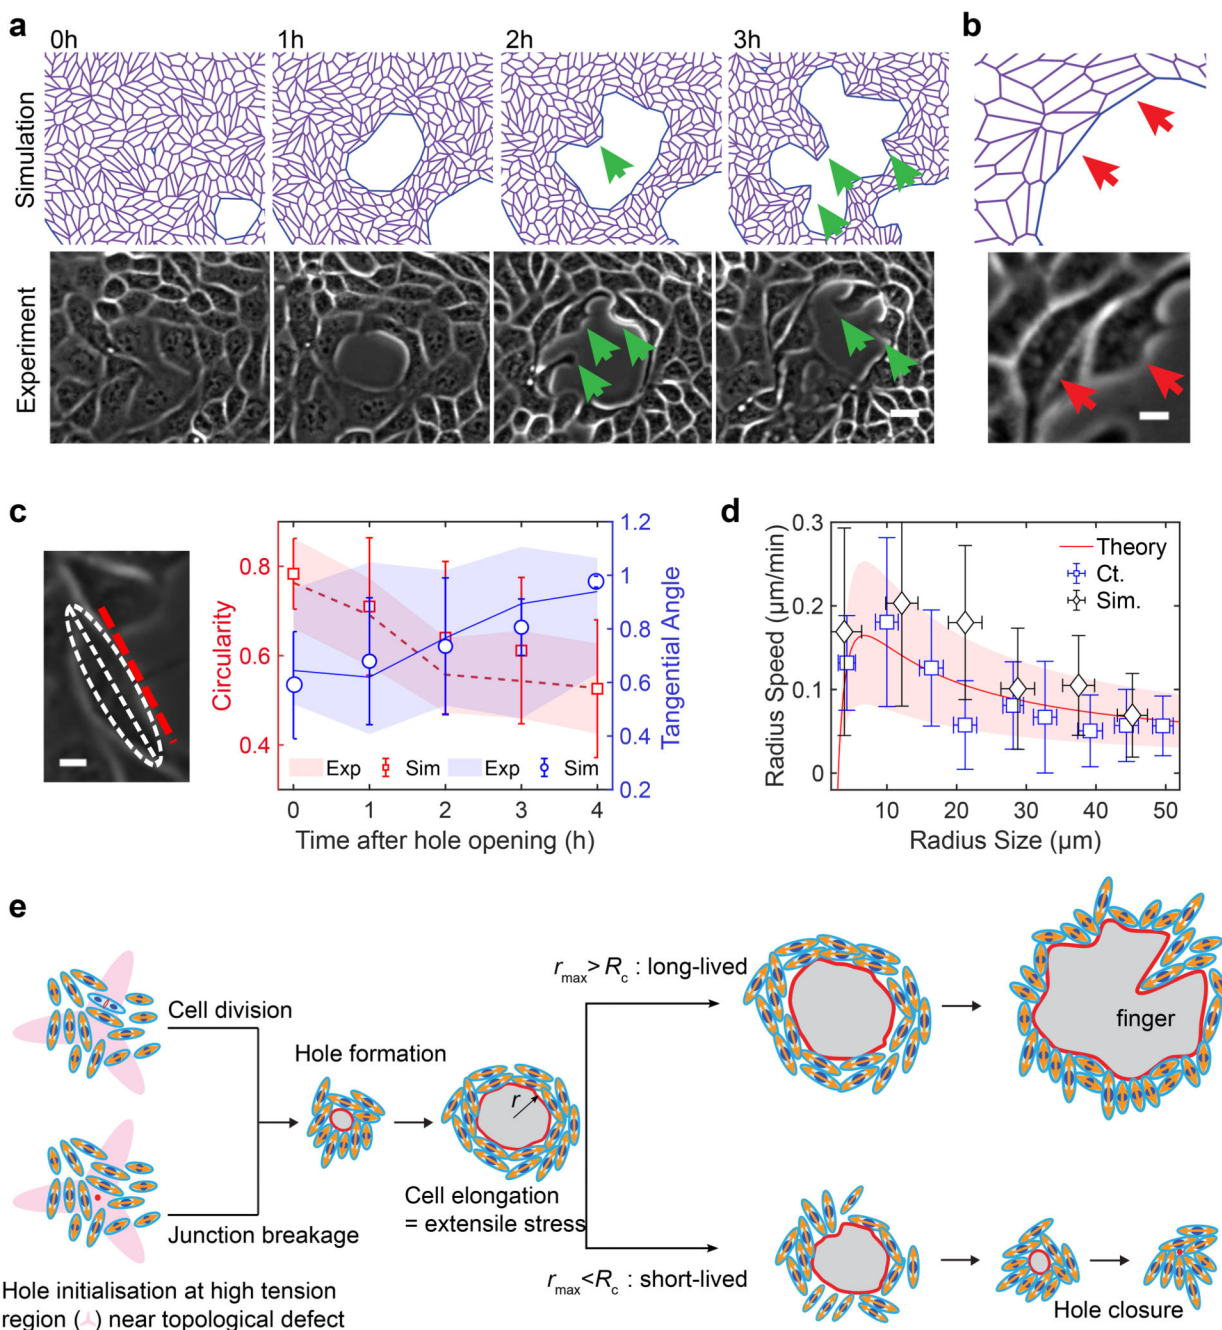 a
0h
1h
2h
3h
b
Simulation
Experiment
c
Circularity
0.8
0.6
0.4
Exp
Sim
Exp
Sim
0
1
2
3
4
Time after hole opening (h)
1.2
1
0.8
0.6
0.4
0.2
Tangential Angle
d
Radius Speed (µm/min)
0.3
0.2
0.1
0
Theory
Ct.
Sim.
10
20
30
40
50
Radius Size (µm)
e
Cell division
Junction breakage
Hole initialisation at high tension
region ( ) near topological defect
Hole formation
r
Cell elongation
= extensile stress
rmax> Rc : long-lived
finger
rmax<Rc : short-lived
Hole closure